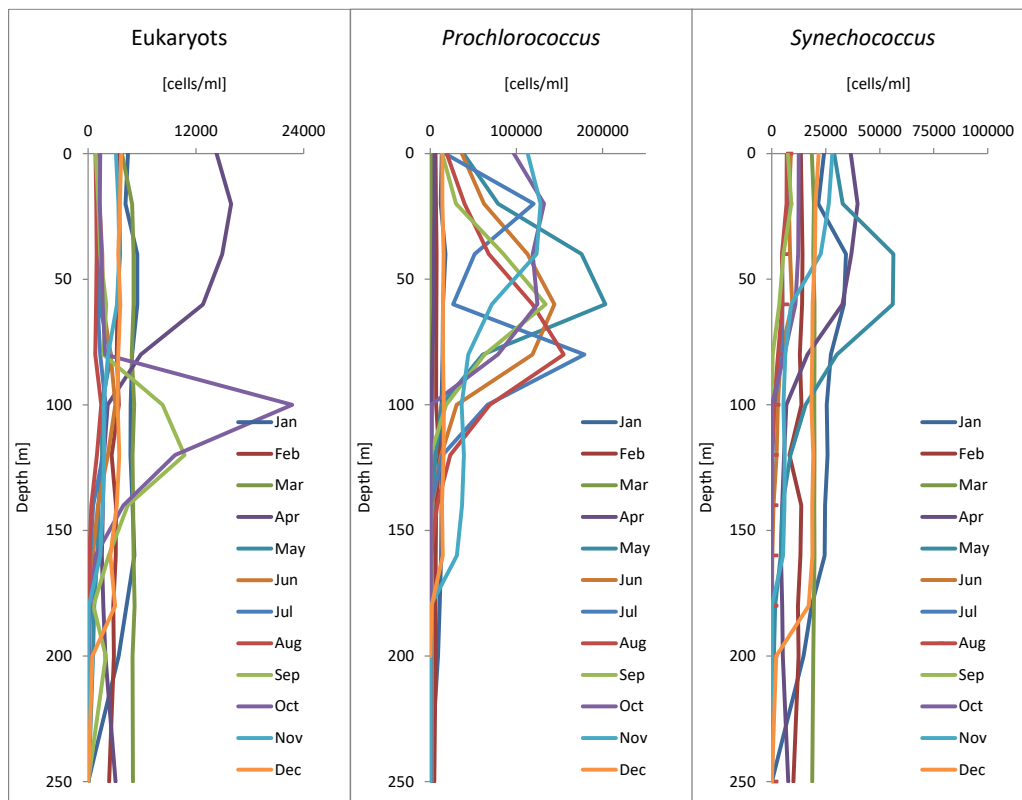 Eukaryots
[cells/ml]
0 12000 24000
0
50
100
150
200
250
Depth [m]
Jan
Feb
Mar
Apr
May
Jun
Jul
Aug
Sep
Oct
Nov
Dec
Prochlorococcus
[cells/ml]
0 100000 200000
0
50
100
150
200
250
Depth [m]
Jan
Feb
Mar
Apr
May
Jun
Jul
Aug
Sep
Oct
Nov
Dec
Synechococcus
[cells/ml]
0 25000 50000 75000 100000
0
50
100
150
200
250
Depth [m]
Jan
Feb
Mar
Apr
May
Jun
Jul
Aug
Sep
Oct
Nov
Dec